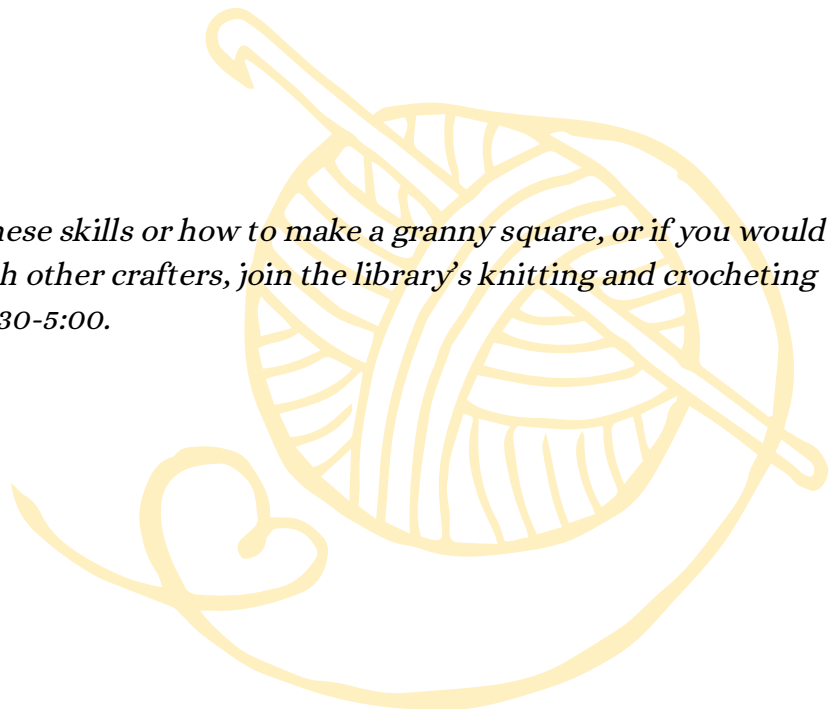 hese skills or how to make a granny square, or if you would
h other crafters, join the library's knitting and crocheting
30-5:00.